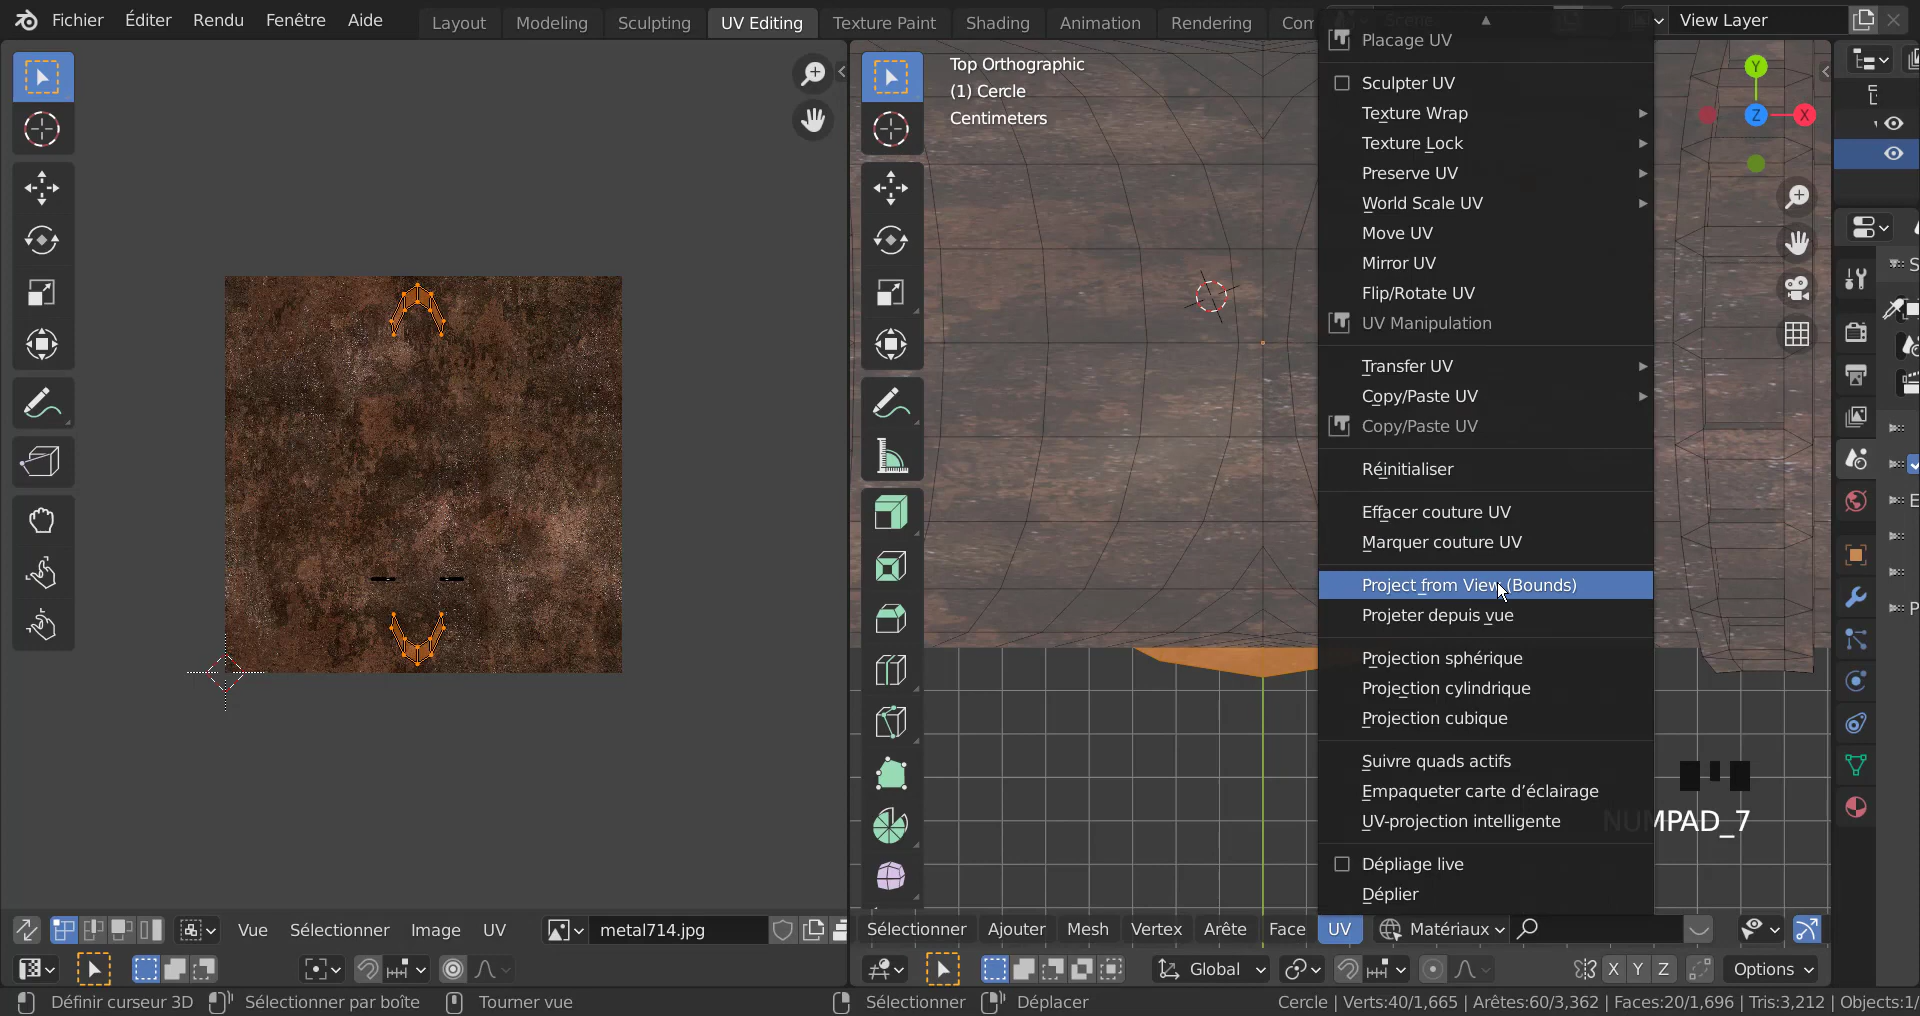 Fichier Éditer Rendu Fenêtre Aide
Layout Modeling Sculpting UV Editing Texture Paint Shading Animation Rendering
View Layer
Top Orthographic
(1) Cercle
Centimeters
Y
Z
X
Placage UV
Sculpter UV
Texture Wrap
Texture Lock
Preserve UV
World Scale UV
Move UV
Mirror UV
Flip/Rotate UV
UV Manipulation
Transfer UV
Copy/Paste UV
Copy/Paste UV
Réinitialiser
Effacer couture UV
Marquer couture UV
Project from View (Bounds)
Projeter depuis vue
Projection sphérique
Projection cylindrique
Projection cubique
Suivre quads actifs
Empaqueter carte d’éclairage
UV-projection intelligente
Dépliage live
Déplier
NUMPAD_7
Vue Sélectionner Image UV metal714.jpg
Sélectionner Ajouter Mesh Vertex Arête Face UV Matériaux
Global X Y Z Options
Définir curseur 3D Sélectionner par boîte Tourner vue Sélectionner Déplacer
Cercle | Verts:40/1,665 | Arêtes:60/3,362 | Faces:20/1,696 | Tris:3,212 | Objects:1/